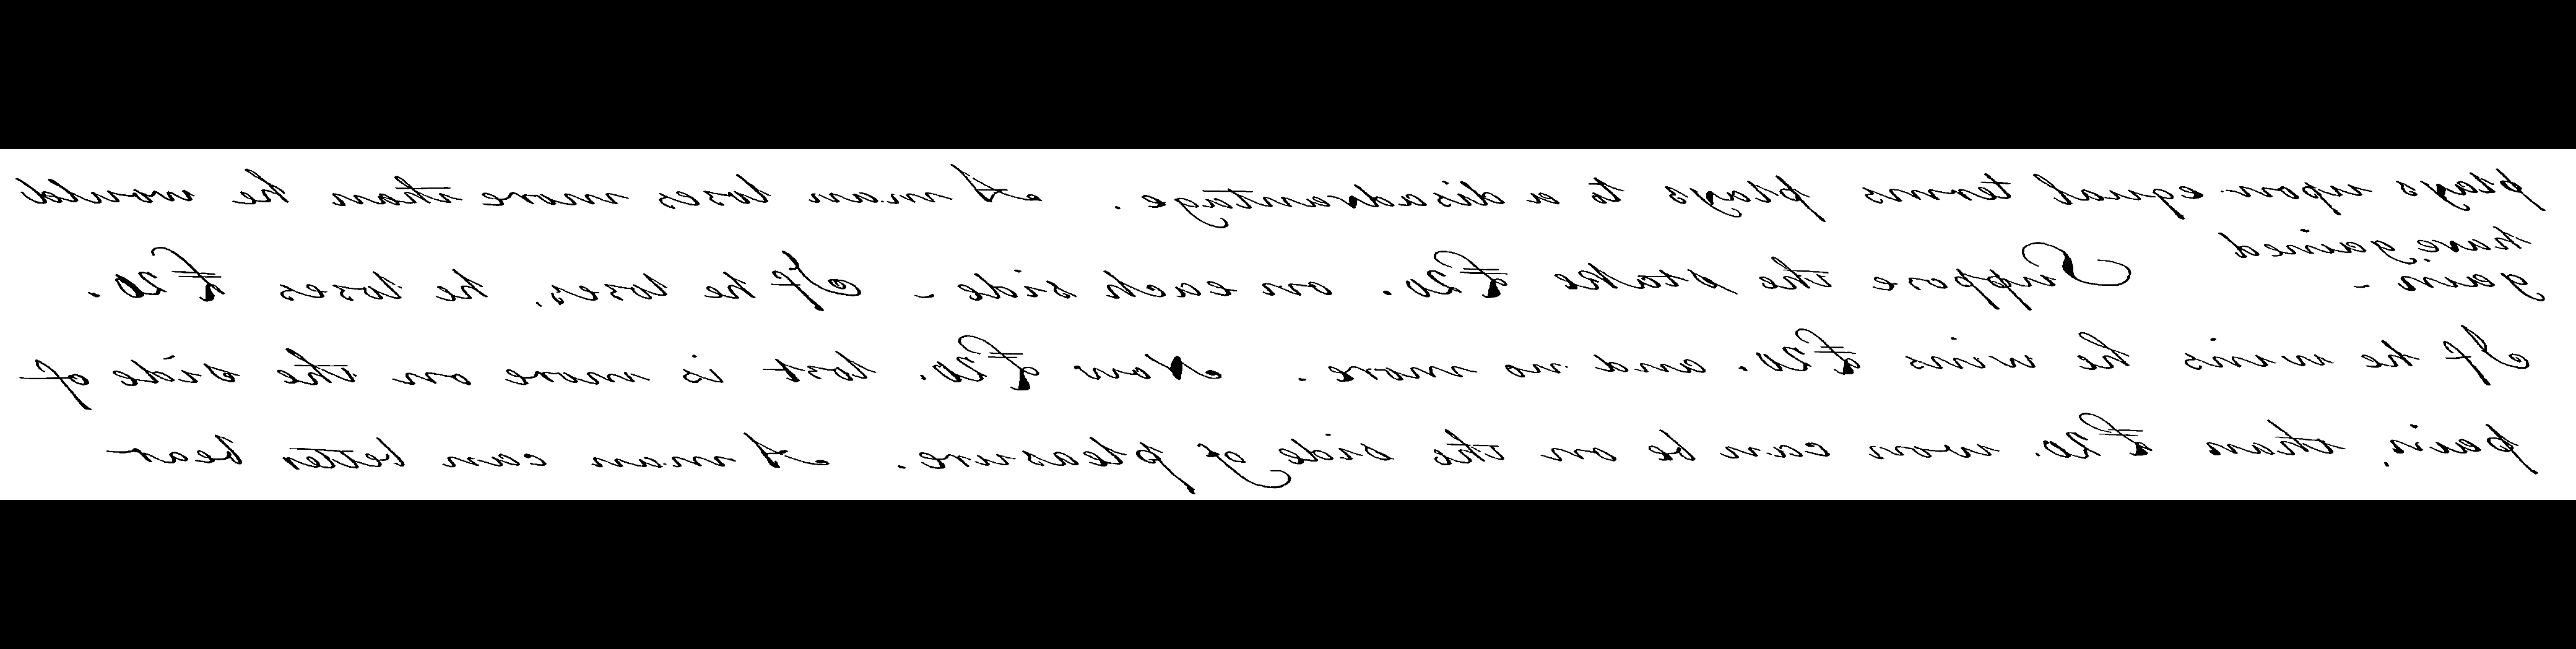 plays upon equal terms plays to a disadvantage. A man loses more than he would
have gained
gain - Suppose the stake £20. on each side - If he loses, he loses £20.
If he wins he wins £20. and no more. Now £20. lost is more on the side of
pain, than £20. won can be on the side of pleasure. A man can better bear